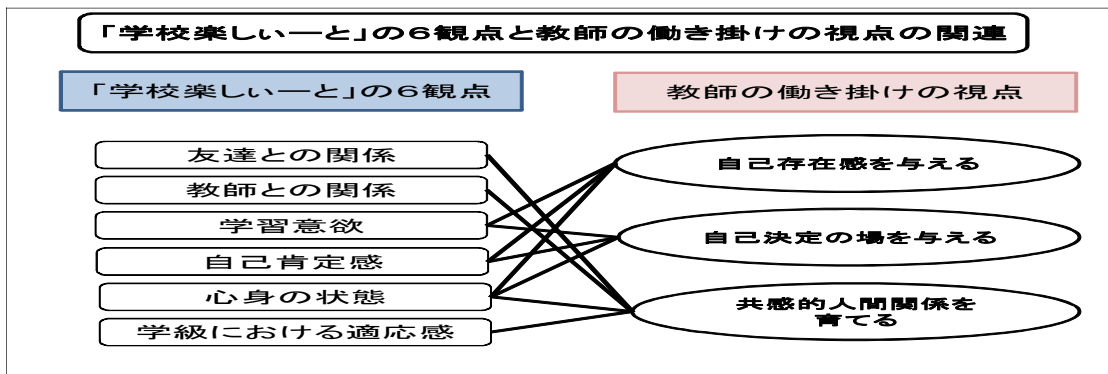 「学校楽しぃーと」の６観点と教師の働き掛けの視点の関連
「学校楽しぃーと」の６観点
教師の働き掛けの視点
友達との関係
教師との関係
学習意欲
自己肯定感
心身の状態
学級における適応感
自己存在感を与える
自己決定の場を与える
共感的人間関係を
育てる